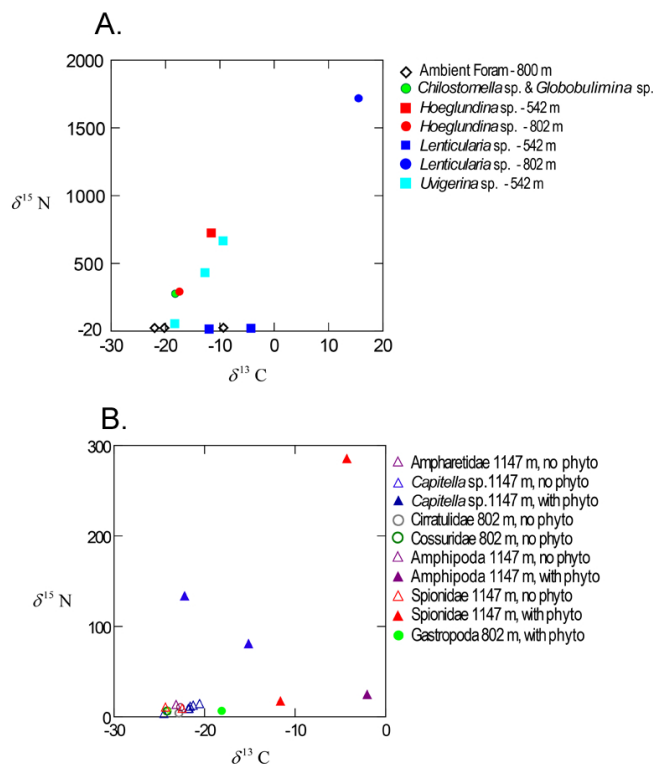 A.
2000
1500
1000
500
-20
δ15 N
-30
-20
-10
0
10
20
δ13 C
Ambient Foram - 800 m
Chilostomella sp. & Globobulimina sp.
Hoeglundina sp. - 542 m
Hoeglundina sp. - 802 m
Lenticularia sp. - 542 m
Lenticularia sp. - 802 m
Uvigerina sp. - 542 m
B.
300
200
100
0
δ15 N
-30
-20
-10
0
δ13 C
Ampharetidae 1147 m, no phyto
Capitella sp. 1147 m, no phyto
Capitella sp. 1147 m, with phyto
Cirratulidae 802 m, no phyto
Cossuridae 802 m, no phyto
Amphipoda 1147 m, no phyto
Amphipoda 1147 m, with phyto
Spionidae 1147 m, no phyto
Spionidae 1147 m, with phyto
Gastropoda 802 m, with phyto